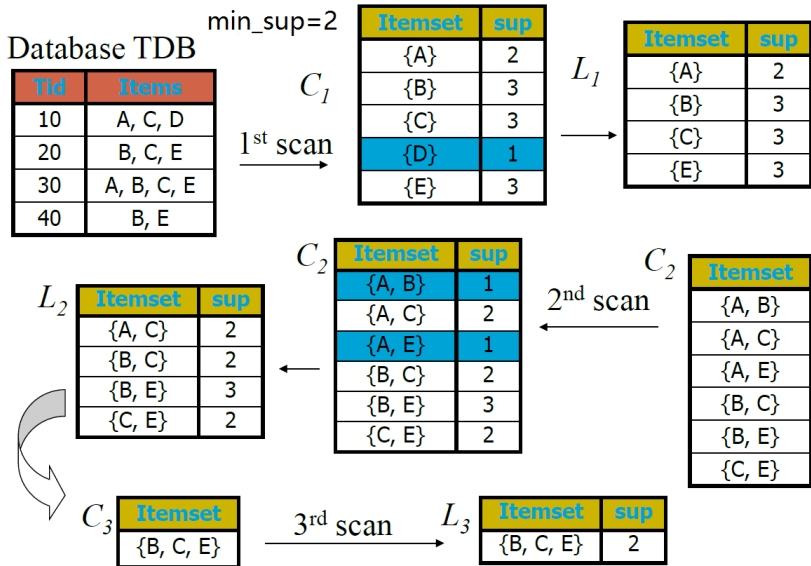 min_sup=2
Database TDB
Tid Items
10 A, C, D
20 B, C, E
30 A, B, C, E
40 B, E
1st scan
C1
Itemset sup
{A} 2
{B} 3
{C} 3
{D} 1
{E} 3
L1
Itemset sup
{A} 2
{B} 3
{C} 3
{E} 3
C2
Itemset
{A, B}
{A, C}
{A, E}
{B, C}
{B, E}
{C, E}
2nd scan
C2
Itemset sup
{A, B} 1
{A, C} 2
{A, E} 1
{B, C} 2
{B, E} 3
{C, E} 2
L2
Itemset sup
{A, C} 2
{B, C} 2
{B, E} 3
{C, E} 2
C3
Itemset
{B, C, E}
3rd scan
L3
Itemset sup
{B, C, E} 2